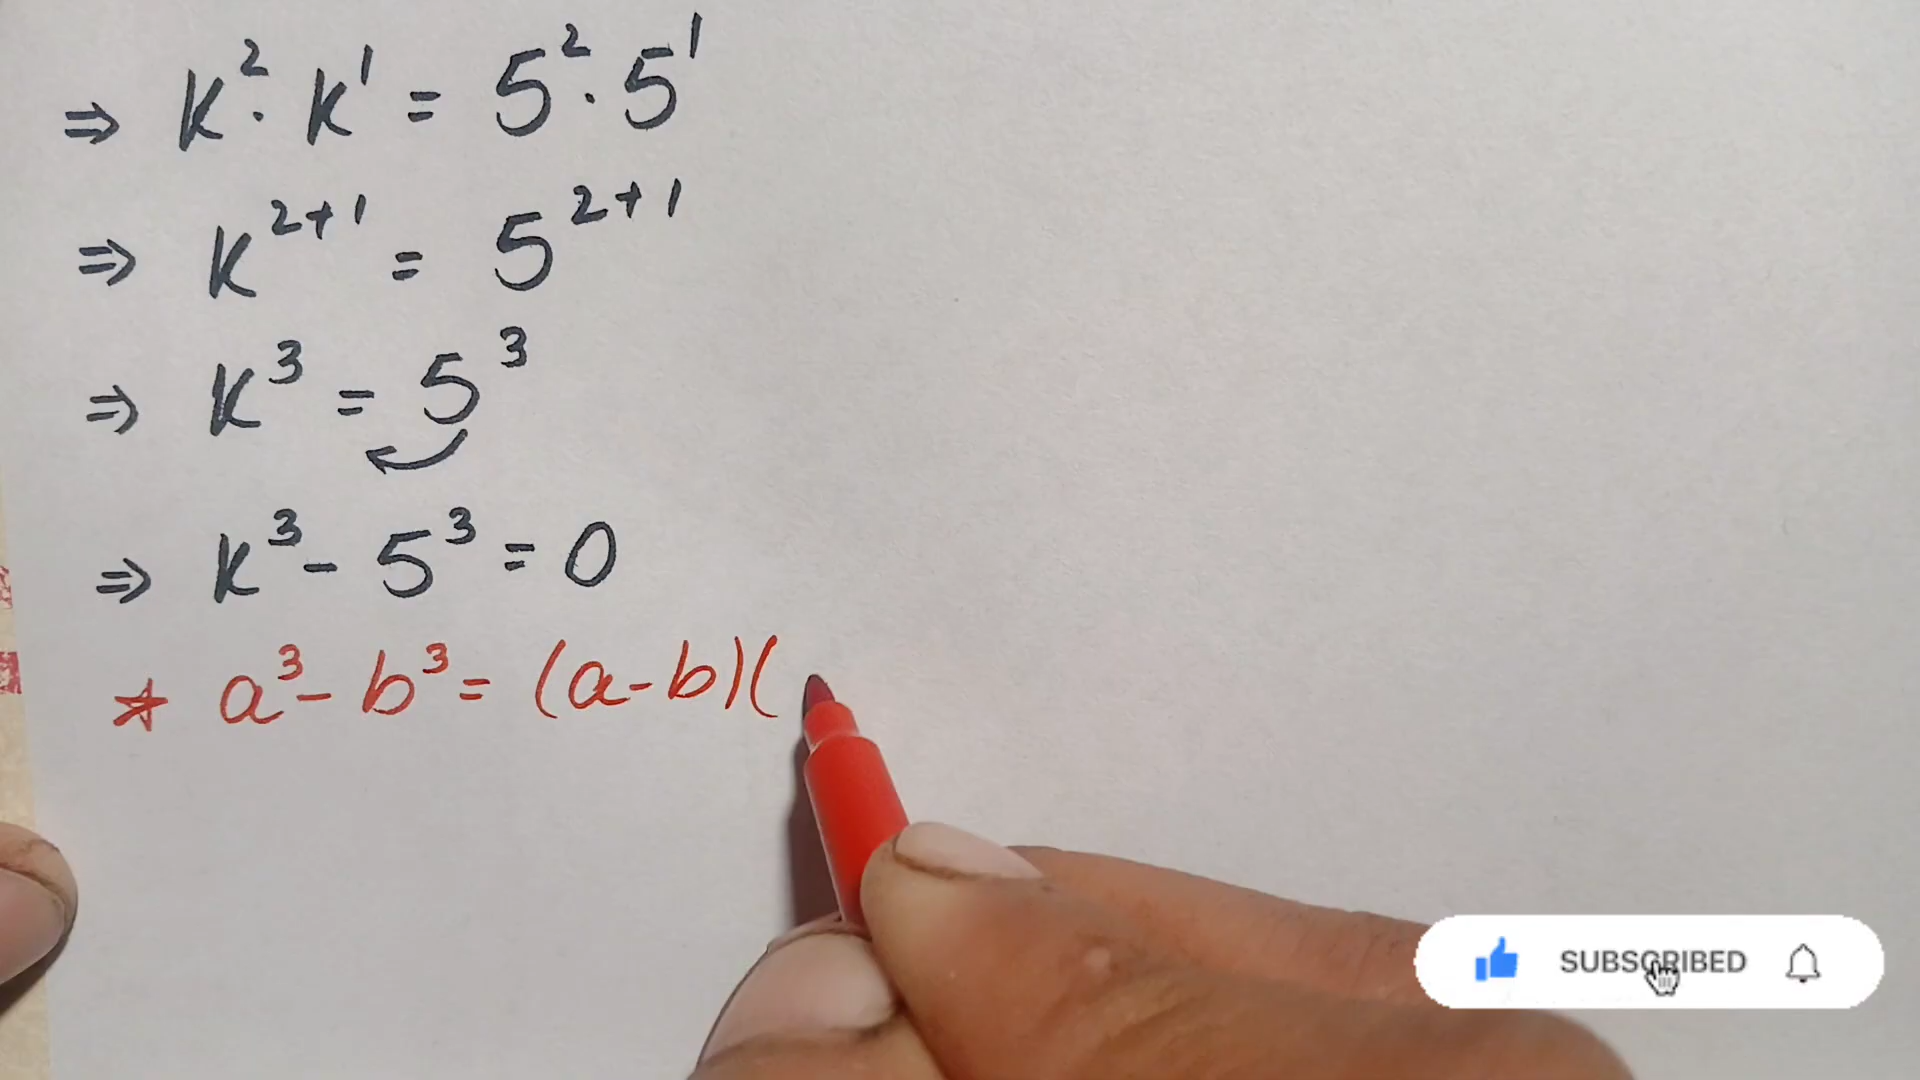 ⇒ k². k¹ = 5² · 5¹
⇒ k²⁺¹ = 5²⁺¹
⇒ k³ = 5³
⇒ k³ - 5³ = 0
☆ a³ - b³ = (a-b)(
SUBSCRIBED